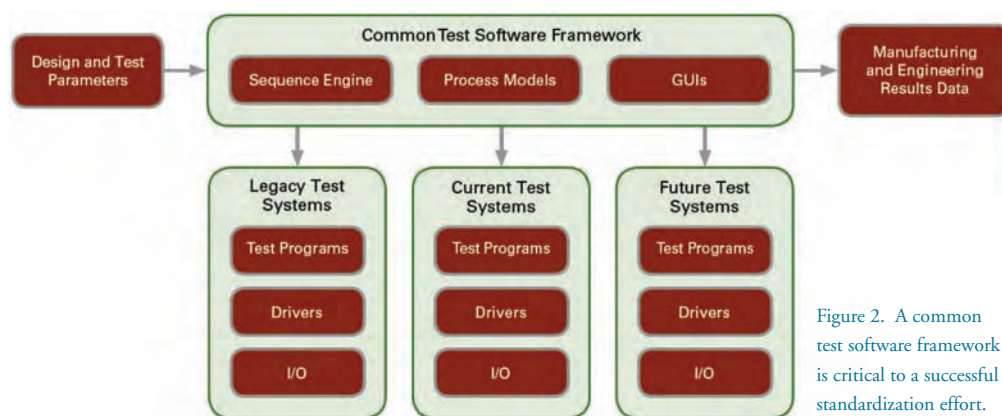 Common Test Software Framework
Design and Test
Parameters
Sequence Engine
Process Models
GUIs
Manufacturing
and Engineering
Results Data
Legacy Test
Systems
Test Programs
Drivers
I/O
Current Test
Systems
Test Programs
Drivers
I/O
Future Test
Systems
Test Programs
Drivers
I/O
Figure 2. A common
test software framework
is critical to a successful
standardization effort.